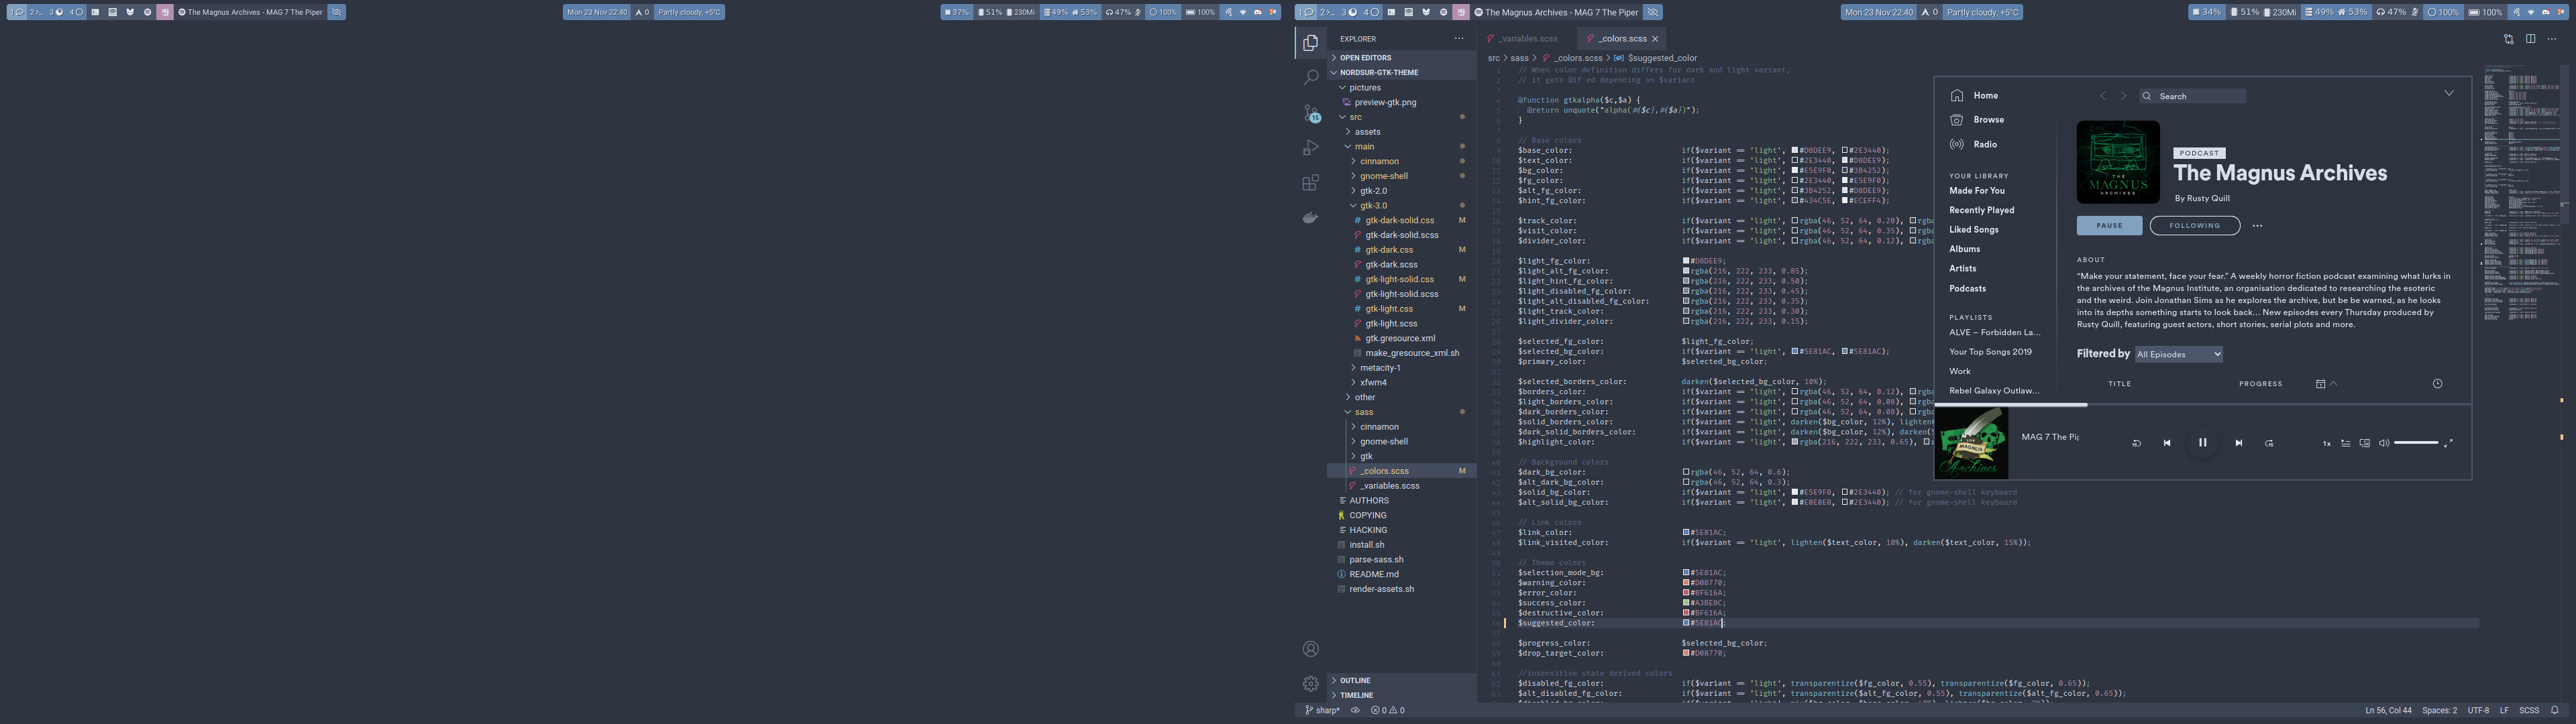 1
2
3
4
The Magnus Archives - MAG 7 The Piper
Mon 23 Nov 22:40
0
Partly cloudy, +5°C
37%
51%
230Mi
49%
53%
47%
100%
100%
1
2
3
4
The Magnus Archives - MAG 7 The Piper
Mon 23 Nov 22:40
0
Partly cloudy, +5°C
34%
51%
230Mi
49%
53%
47%
100%
100%
EXPLORER
OPEN EDITORS
NORDSUR-GTK-THEME
pictures
preview-gtk.png
src
assets
main
cinnamon
gnome-shell
gtk-2.0
gtk-3.0
gtk-dark-solid.css M
gtk-dark-solid.scss
gtk-dark.css M
gtk-dark.scss
gtk-light-solid.css M
gtk-light-solid.scss
gtk-light.css M
gtk-light.scss
gtk.gresource.xml
make_gresource_xml.sh
metacity-1
xfwm4
other
sass
cinnamon
gnome-shell
gtk
_colors.scss M
_variables.scss
AUTHORS
COPYING
HACKING
install.sh
parse-sass.sh
README.md
render-assets.sh
OUTLINE
TIMELINE
_variables.scss
_colors.scss
src > sass > _colors.scss > $suggested_color
// When color definition differs for dark and light variant,
// it gets @if ed depending on $variant
@function gtkalpha($c,$a) {
@return unquote("alpha(#{$c},#{$a})");
}
// Base colors
$base_color: if($variant == 'light', #D8DEE9, #2E3440);
$text_color: if($variant == 'light', #2E3440, #D8DEE9);
$bg_color: if($variant == 'light', #E5E9F0, #3B4252);
$fg_color: if($variant == 'light', #2E3440, #E5E9F0);
$alt_fg_color: if($variant == 'light', #3B4252, #D8DEE9);
$hint_fg_color: if($variant == 'light', #434C5E, #ECEFF4);
$track_color: if($variant == 'light', rgba(46, 52, 64, 0.20), rgba
$visit_color: if($variant == 'light', rgba(46, 52, 64, 0.35), rgba
$divider_color: if($variant == 'light', rgba(46, 52, 64, 0.12), rgba
$light_fg_color: #D8DEE9;
$light_alt_fg_color: rgba(216, 222, 233, 0.85);
$light_hint_fg_color: rgba(216, 222, 233, 0.50);
$light_disabled_fg_color: rgba(216, 222, 233, 0.45);
$light_alt_disabled_fg_color: rgba(216, 222, 233, 0.35);
$light_track_color: rgba(216, 222, 233, 0.30);
$light_divider_color: rgba(216, 222, 233, 0.15);
$selected_fg_color: $light_fg_color;
$selected_bg_color: if($variant == 'light', #5E81AC, #5E81AC);
$primary_color: $selected_bg_color;
$selected_borders_color: darken($selected_bg_color, 10%);
$borders_color: if($variant == 'light', rgba(46, 52, 64, 0.12), rgba
$light_borders_color: if($variant == 'light', rgba(46, 52, 64, 0.08), rgba
$dark_borders_color: if($variant == 'light', rgba(46, 52, 64, 0.08), rgba
$solid_borders_color: if($variant == 'light', darken($bg_color, 12%), lighten
$dark_solid_borders_color: if($variant == 'light', darken($bg_color, 12%), darken(
$highlight_color: if($variant == 'light', rgba(216, 222, 233, 0.65),
// Background colors
$dark_bg_color: rgba(46, 52, 64, 0.6);
$alt_dark_bg_color: rgba(46, 52, 64, 0.3);
$solid_bg_color: if($variant == 'light', #E5E9F0, #2E3440); // for gnome-shell keyboard
$alt_solid_bg_color: if($variant == 'light', #E0E0E0, #2E3440); // for gnome-shell keyboard
// Link colors
$link_color: #5E81AC;
$link_visited_color: if($variant == 'light', lighten($text_color, 10%), darken($text_color, 15%));
// Theme colors
$selection_mode_bg: #5E81AC;
$warning_color: #D08770;
$error_color: #BF616A;
$success_color: #A3BE8C;
$destructive_color: #BF616A;
$suggested_color: #5E81AC;
$progress_color: $selected_bg_color;
$drop_target_color: #D08770;
//insensitive state derived colors
$disabled_fg_color: if($variant == 'light', transparentize($fg_color, 0.55), transparentize($fg_color, 0.65));
$alt_disabled_fg_color: if($variant == 'light', transparentize($alt_fg_color, 0.55), transparentize($alt_fg_color, 0.65));
Home
Browse
Radio
YOUR LIBRARY
Made For You
Recently Played
Liked Songs
Albums
Artists
Podcasts
PLAYLISTS
ALVE – Forbidden La...
Your Top Songs 2019
Work
Rebel Galaxy Outlaw...
Search
THE
MAGNUS
ARCHIVES
PODCAST
The Magnus Archives
By Rusty Quill
PAUSE
FOLLOWING
ABOUT
“Make your statement, face your fear.” A weekly horror fiction podcast examining what lurks in
the archives of the Magnus Institute, an organisation dedicated to researching the esoteric
and the weird. Join Jonathan Sims as he explores the archive, but be be warned, as he looks
into its depths something starts to look back... New episodes every Thursday produced by
Rusty Quill, featuring guest actors, short stories, serial plots and more.
Filtered by All Episodes
TITLE PROGRESS
MAGNUS
Archives
MAG 7 The Pip
1x
sharp*
0 0
Ln 56, Col 44 Spaces: 2 UTF-8 LF SCSS